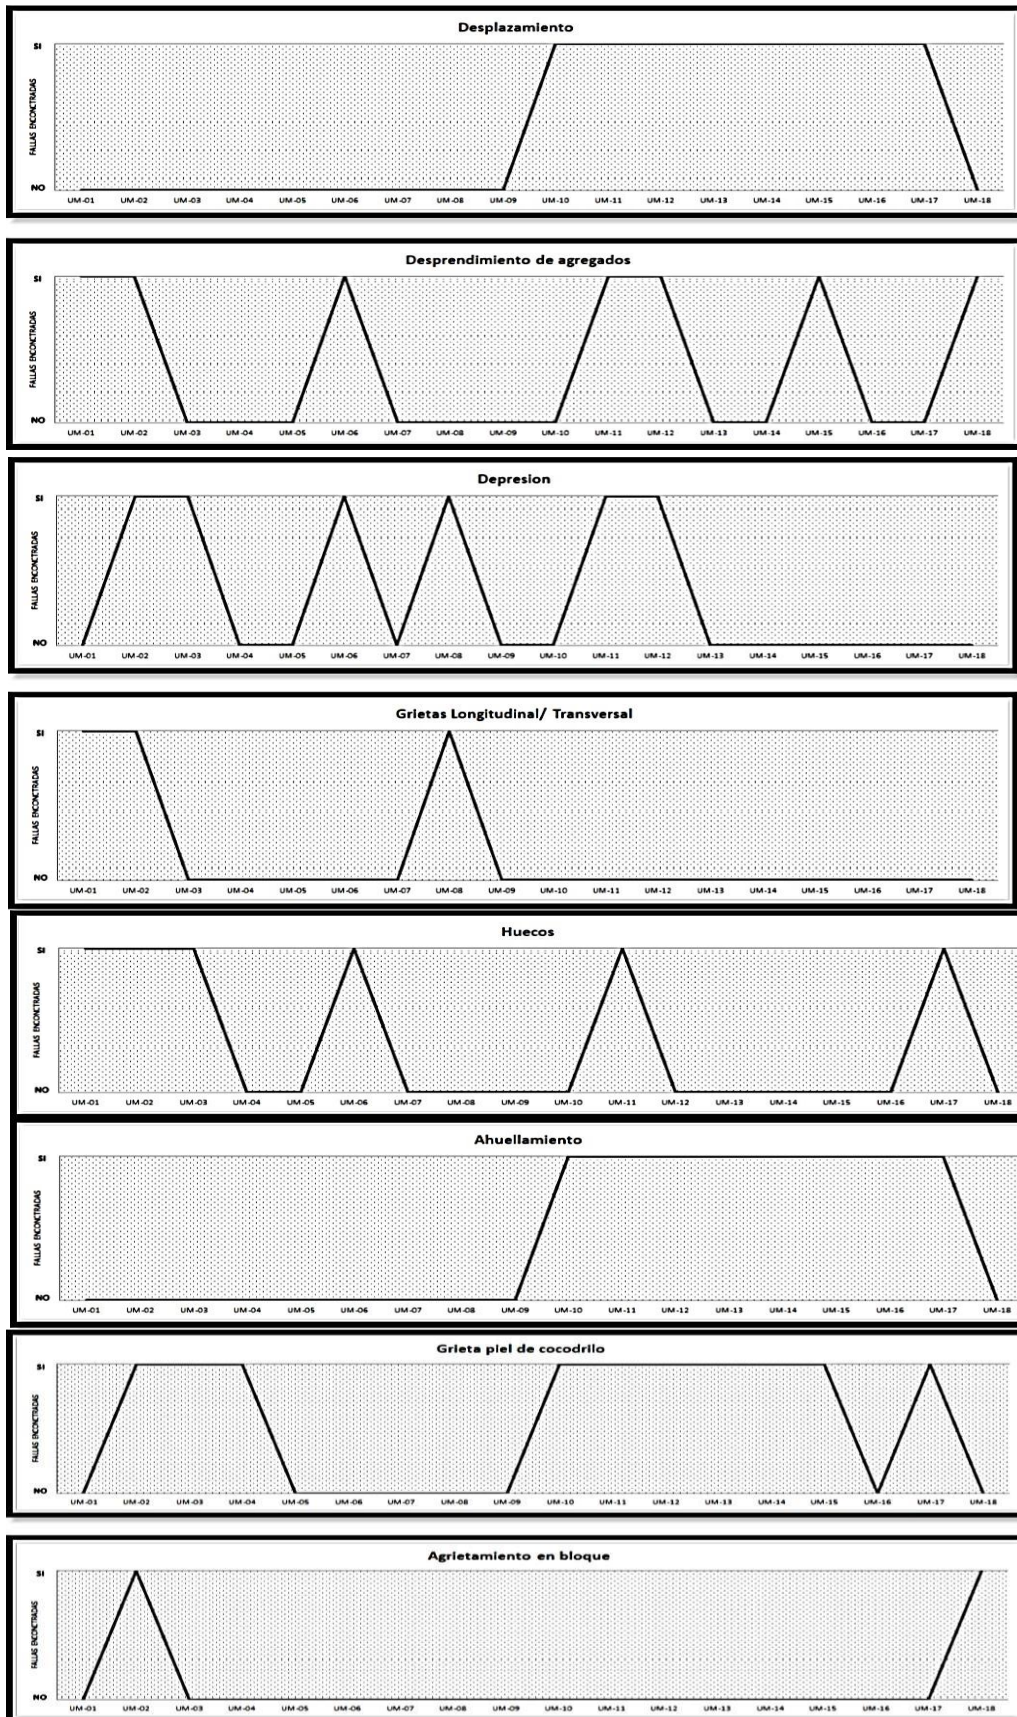 Desplazamiento
SI
FALLAS ENCONCTRADAS
NO
UM-01 UM-02 UM-03 UM-04 UM-05 UM-06 UM-07 UM-08 UM-09 UM-10 UM-11 UM-12 UM-13 UM-14 UM-15 UM-16 UM-17 UM-18
Desprendimiento de agregados
SI
FALLAS ENCONCTRADAS
NO
UM-01 UM-02 UM-03 UM-04 UM-05 UM-06 UM-07 UM-08 UM-09 UM-10 UM-11 UM-12 UM-13 UM-14 UM-15 UM-16 UM-17 UM-18
Depresion
SI
FALLAS ENCONCTRADAS
NO
UM-01 UM-02 UM-03 UM-04 UM-05 UM-06 UM-07 UM-08 UM-09 UM-10 UM-11 UM-12 UM-13 UM-14 UM-15 UM-16 UM-17 UM-18
Grietas Longitudinal/ Transversal
SI
FALLAS ENCONCTRADAS
NO
UM-01 UM-02 UM-03 UM-04 UM-05 UM-06 UM-07 UM-08 UM-09 UM-10 UM-11 UM-12 UM-13 UM-14 UM-15 UM-16 UM-17 UM-18
Huecos
SI
FALLAS ENCONCTRADAS
NO
UM-01 UM-02 UM-03 UM-04 UM-05 UM-06 UM-07 UM-08 UM-09 UM-10 UM-11 UM-12 UM-13 UM-14 UM-15 UM-16 UM-17 UM-18
Ahuellamiento
SI
FALLAS ENCONCTRADAS
NO
UM-01 UM-02 UM-03 UM-04 UM-05 UM-06 UM-07 UM-08 UM-09 UM-10 UM-11 UM-12 UM-13 UM-14 UM-15 UM-16 UM-17 UM-18
Grieta piel de cocodrilo
SI
FALLAS ENCONCTRADAS
NO
UM-01 UM-02 UM-03 UM-04 UM-05 UM-06 UM-07 UM-08 UM-09 UM-10 UM-11 UM-12 UM-13 UM-14 UM-15 UM-16 UM-17 UM-18
Agrietamiento en bloque
SI
FALLAS ENCONCTRADAS
NO
UM-01 UM-02 UM-03 UM-04 UM-05 UM-06 UM-07 UM-08 UM-09 UM-10 UM-11 UM-12 UM-13 UM-14 UM-15 UM-16 UM-17 UM-18